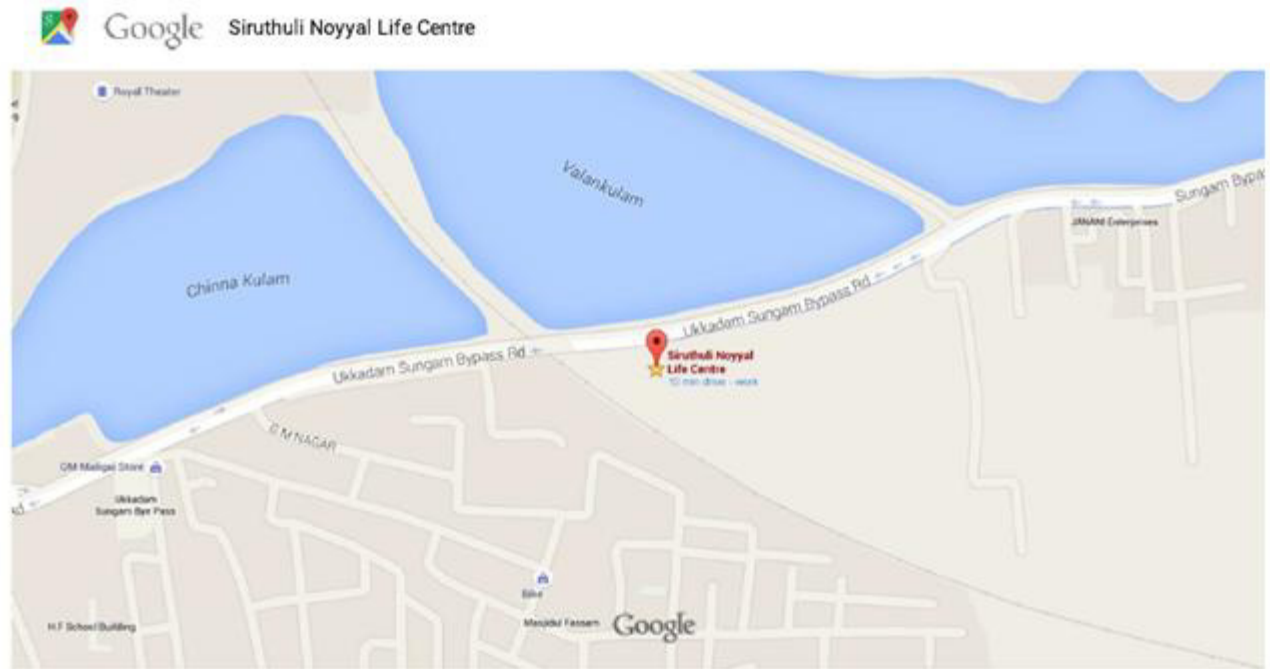 Google Siruthuli Noyyal Life Centre
Royal Theater
Valankulam
Sungam Bypa
JANANI Enterprises
Chinna Kulam
Ukkadam Sungam Bypass Rd
Ukkadam Sungam Bypass Rd
Siruthuli Noyyal
Life Centre
10 min drive - work
G M NAGAR
GM Maligai Store
Ukkadam
Sungam Bye Pass
H.F School Building
Google